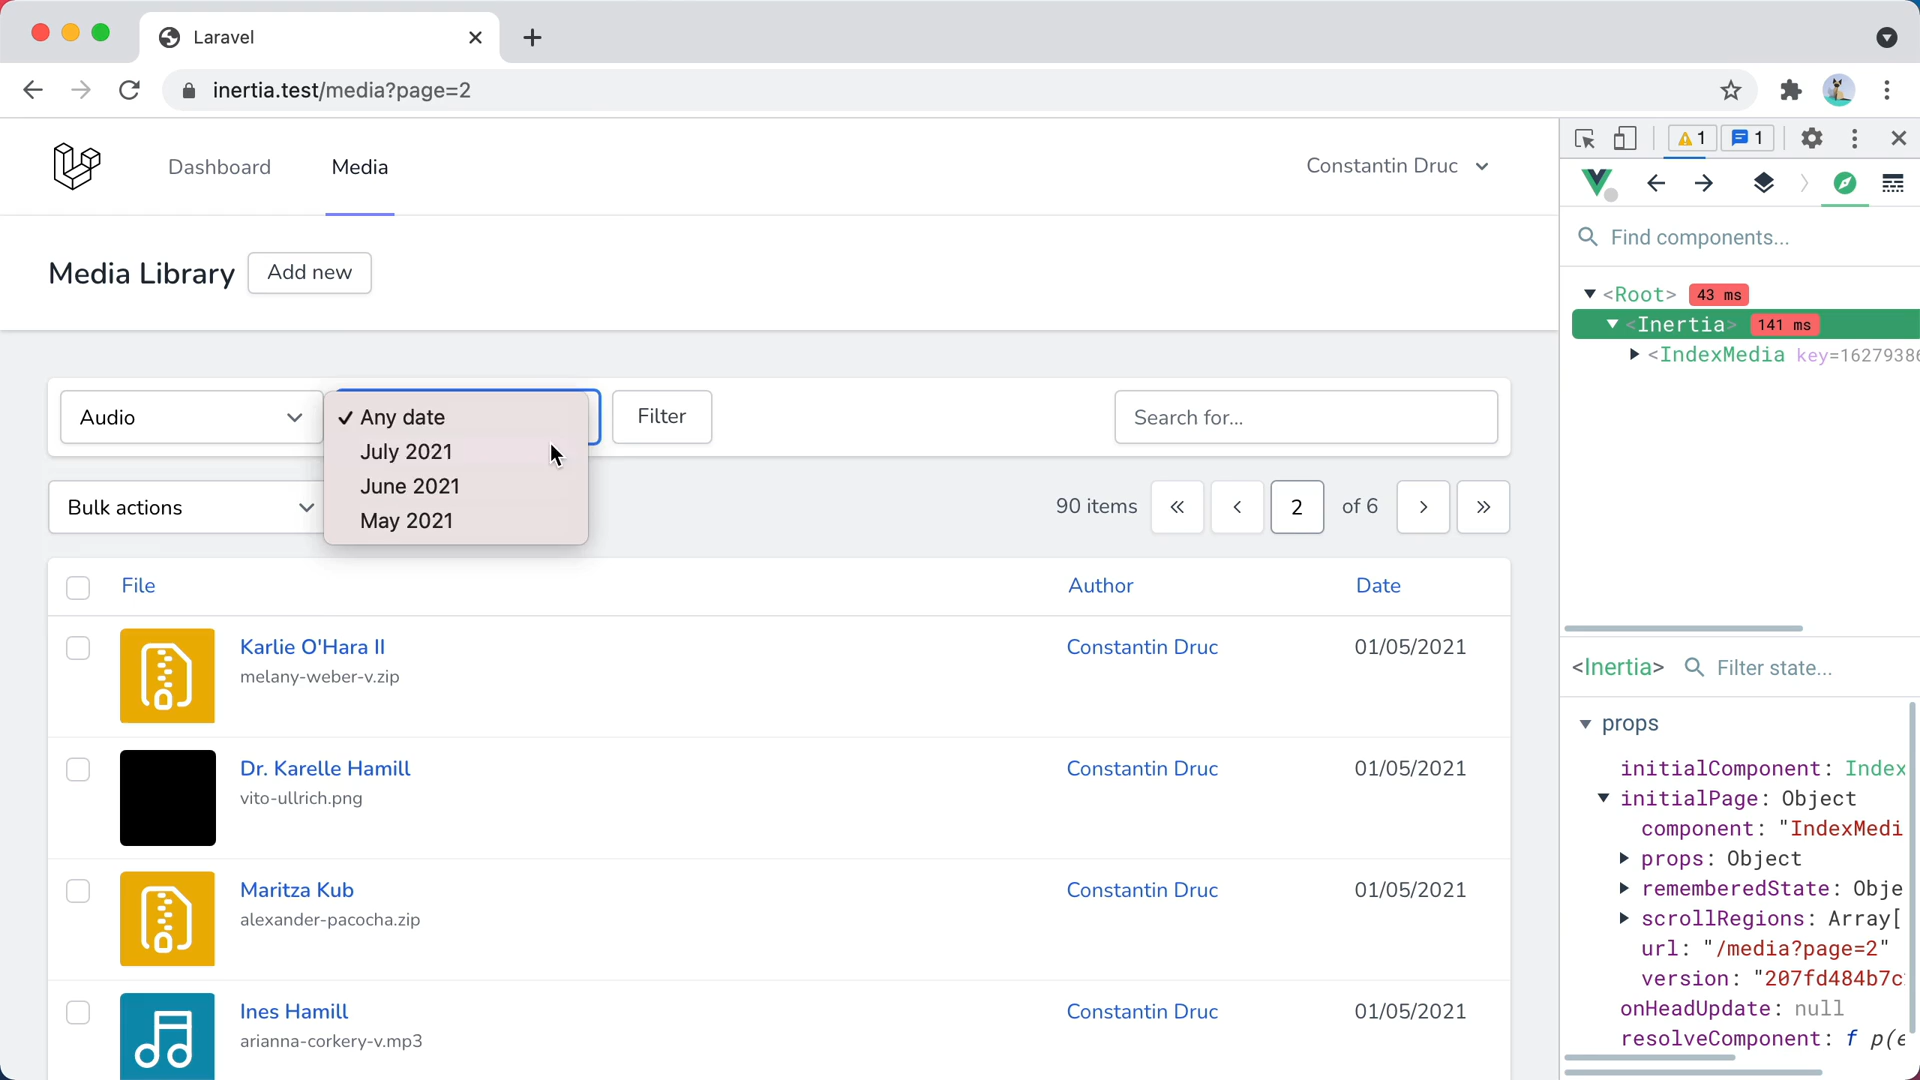 Laravel
inertia.test/media?page=2
1
1
Dashboard
Media
Constantin Druc
Media Library
Add new
Audio
Any date
July 2021
June 2021
May 2021
Filter
Search for...
Bulk actions
90 items
«
‹
2
of 6
›
»
File
Author
Date
Karlie O'Hara II
melany-weber-v.zip
Constantin Druc
01/05/2021
Dr. Karelle Hamill
vito-ullrich.png
Constantin Druc
01/05/2021
Maritza Kub
alexander-pacocha.zip
Constantin Druc
01/05/2021
Ines Hamill
arianna-corkery-v.mp3
Constantin Druc
01/05/2021
Find components...
<Root> 43 ms
<Inertia> 141 ms
<IndexMedia key=1627938
<Inertia>
Filter state...
props
initialComponent: Index
initialPage: Object
component: "IndexMedi
props: Object
rememberedState: Obje
scrollRegions: Array[
url: "/media?page=2"
version: "207fd484b7c
onHeadUpdate: null
resolveComponent: f p(e